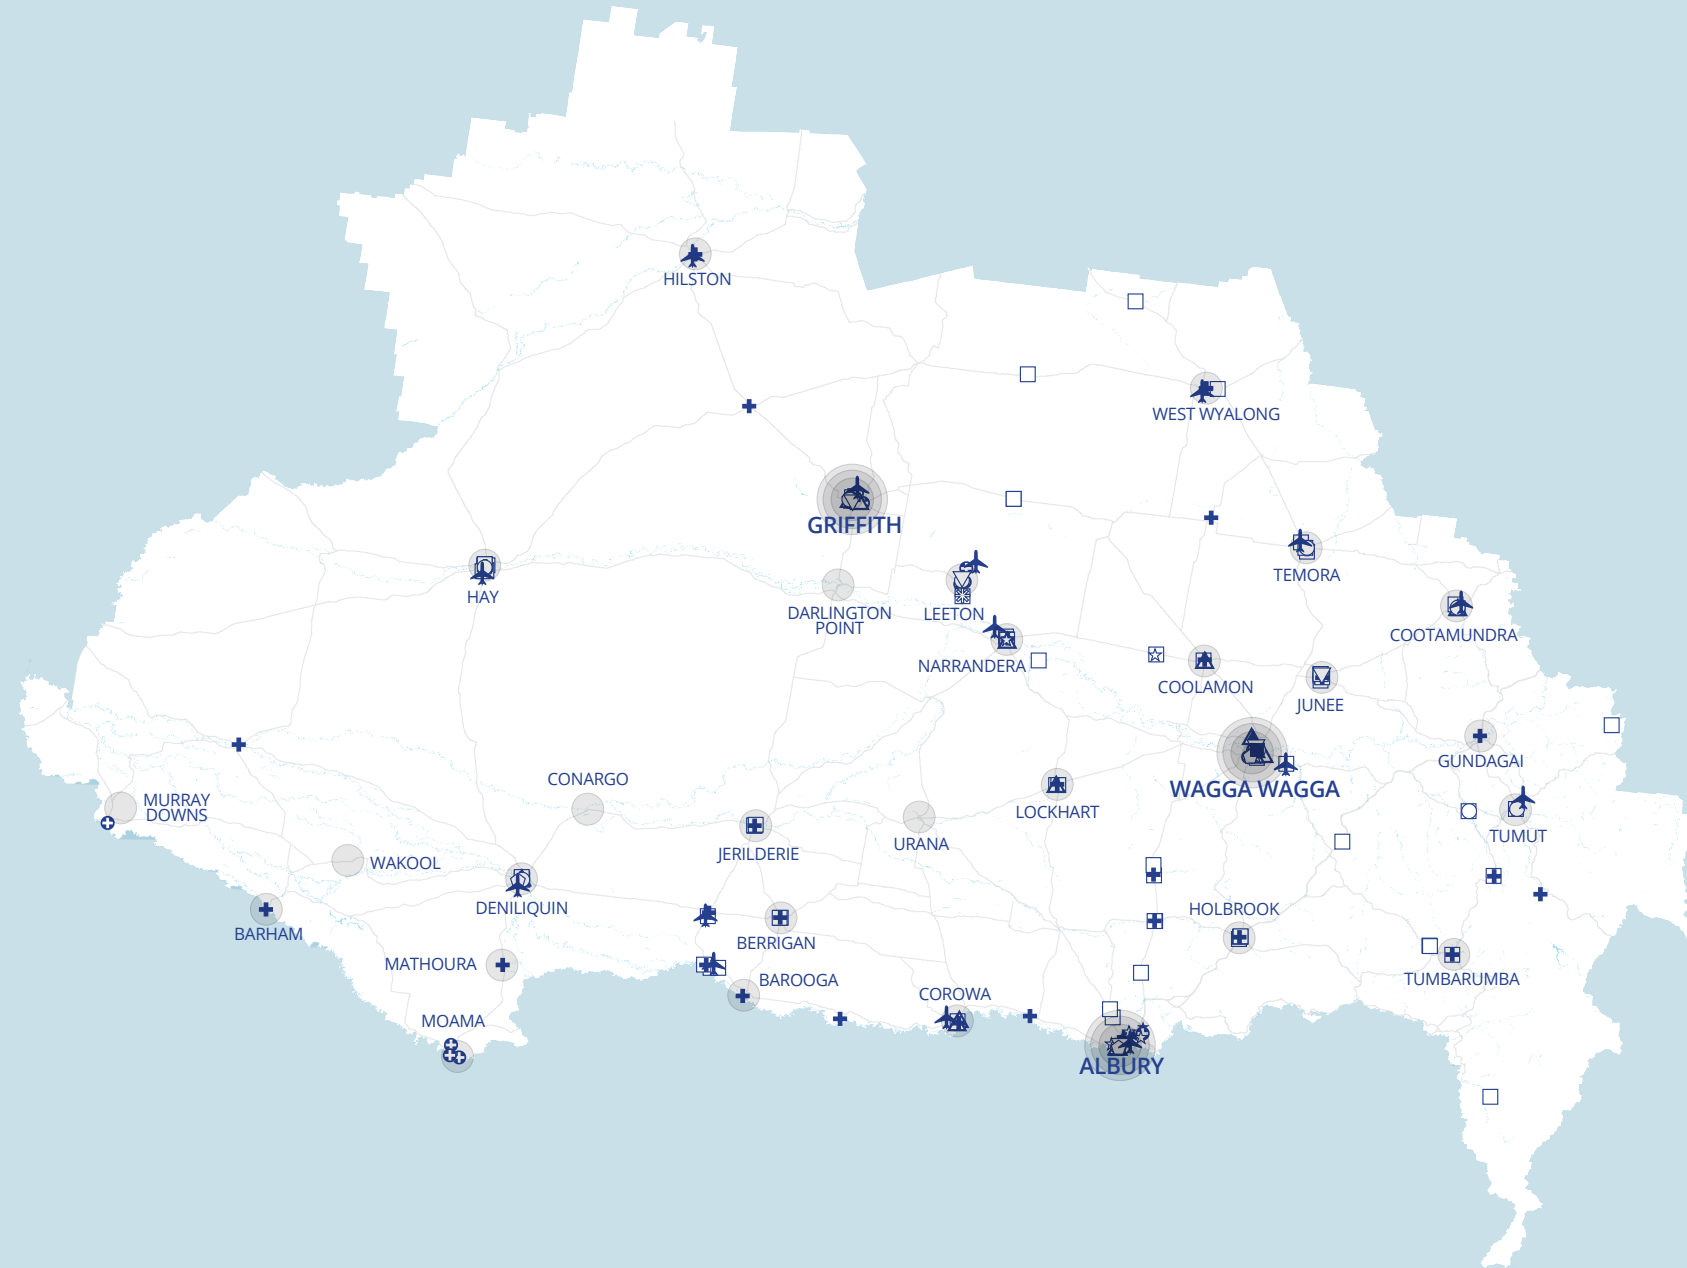 HILSTON
WEST WYALONG
GRIFFITH
TEMORA
HAY
DARLINGTON
POINT
LEETON
COOTAMUNDRA
NARRANDERA
COOLAMON
JUNEE
GUNDAGAI
CONARGO
WAGGA WAGGA
MURRAY
DOWNS
LOCKHART
TUMUT
URANA
JERILDERIE
WAKOOL
DENILIQUIN
HOLBROOK
BARHAM
BERRIGAN
MATHOURA
BAROOGA
TUMBARUMBA
COROWA
MOAMA
ALBURY